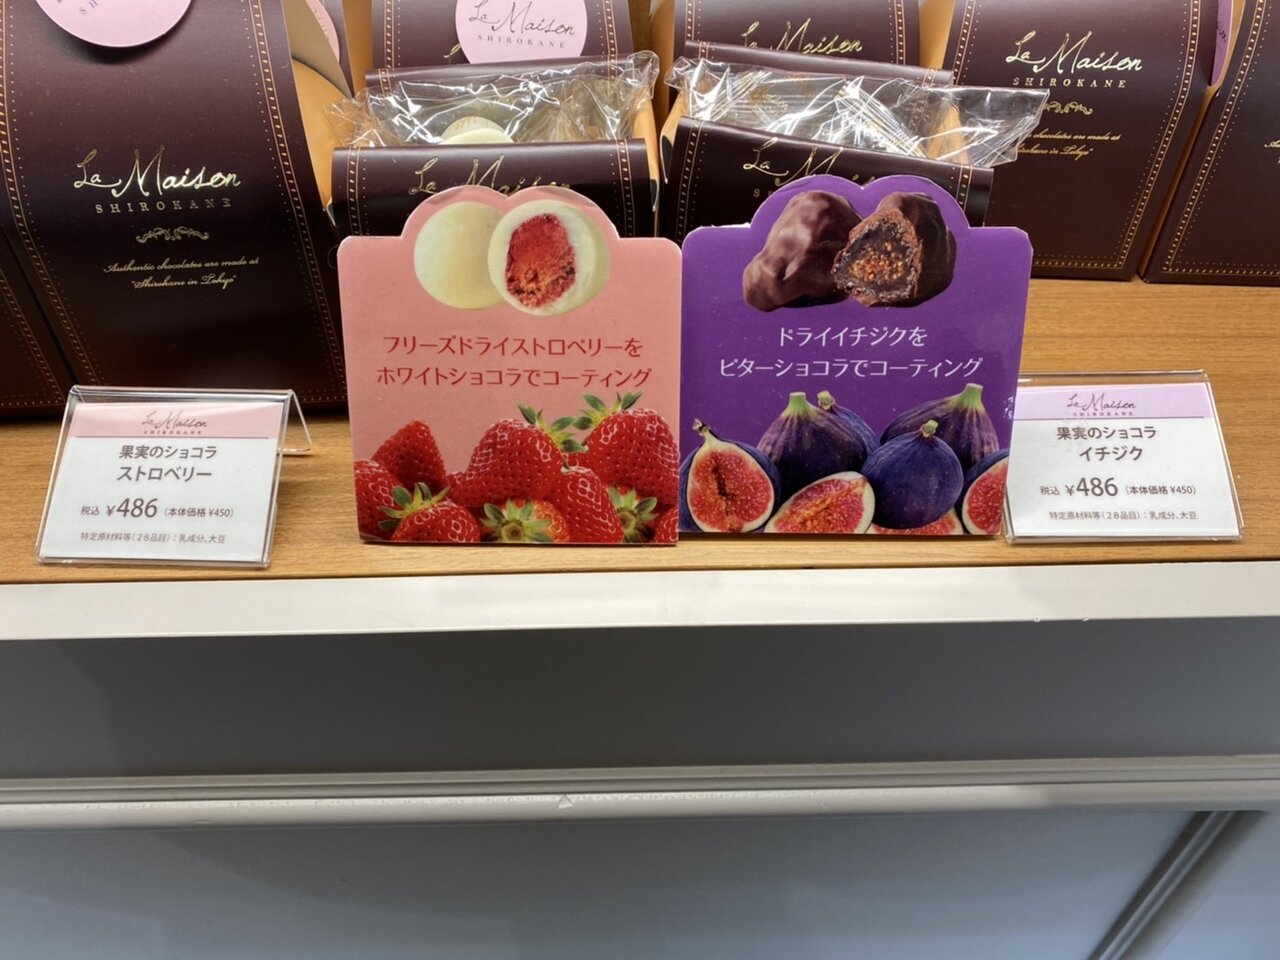 La Maison
SHIROKANE
La Maison
SHIROKANE
La Maison
SHIROKANE
Authentic chocolates are made at
"Shirokane in Tokyo"
フリーズドライストロベリーを
ホワイトショコラでコーティング
ドライイチジクを
ビターショコラでコーティング
La Maison
SHIROKANE
果実のショコラ
ストロベリー
税込 ¥486 (本体価格 ¥450)
特定原材料等(28品目):乳成分、大豆
La Maison
SHIROKANE
果実のショコラ
イチジク
税込 ¥486 (本体価格 ¥450)
特定原材料等(28品目):乳成分、大豆